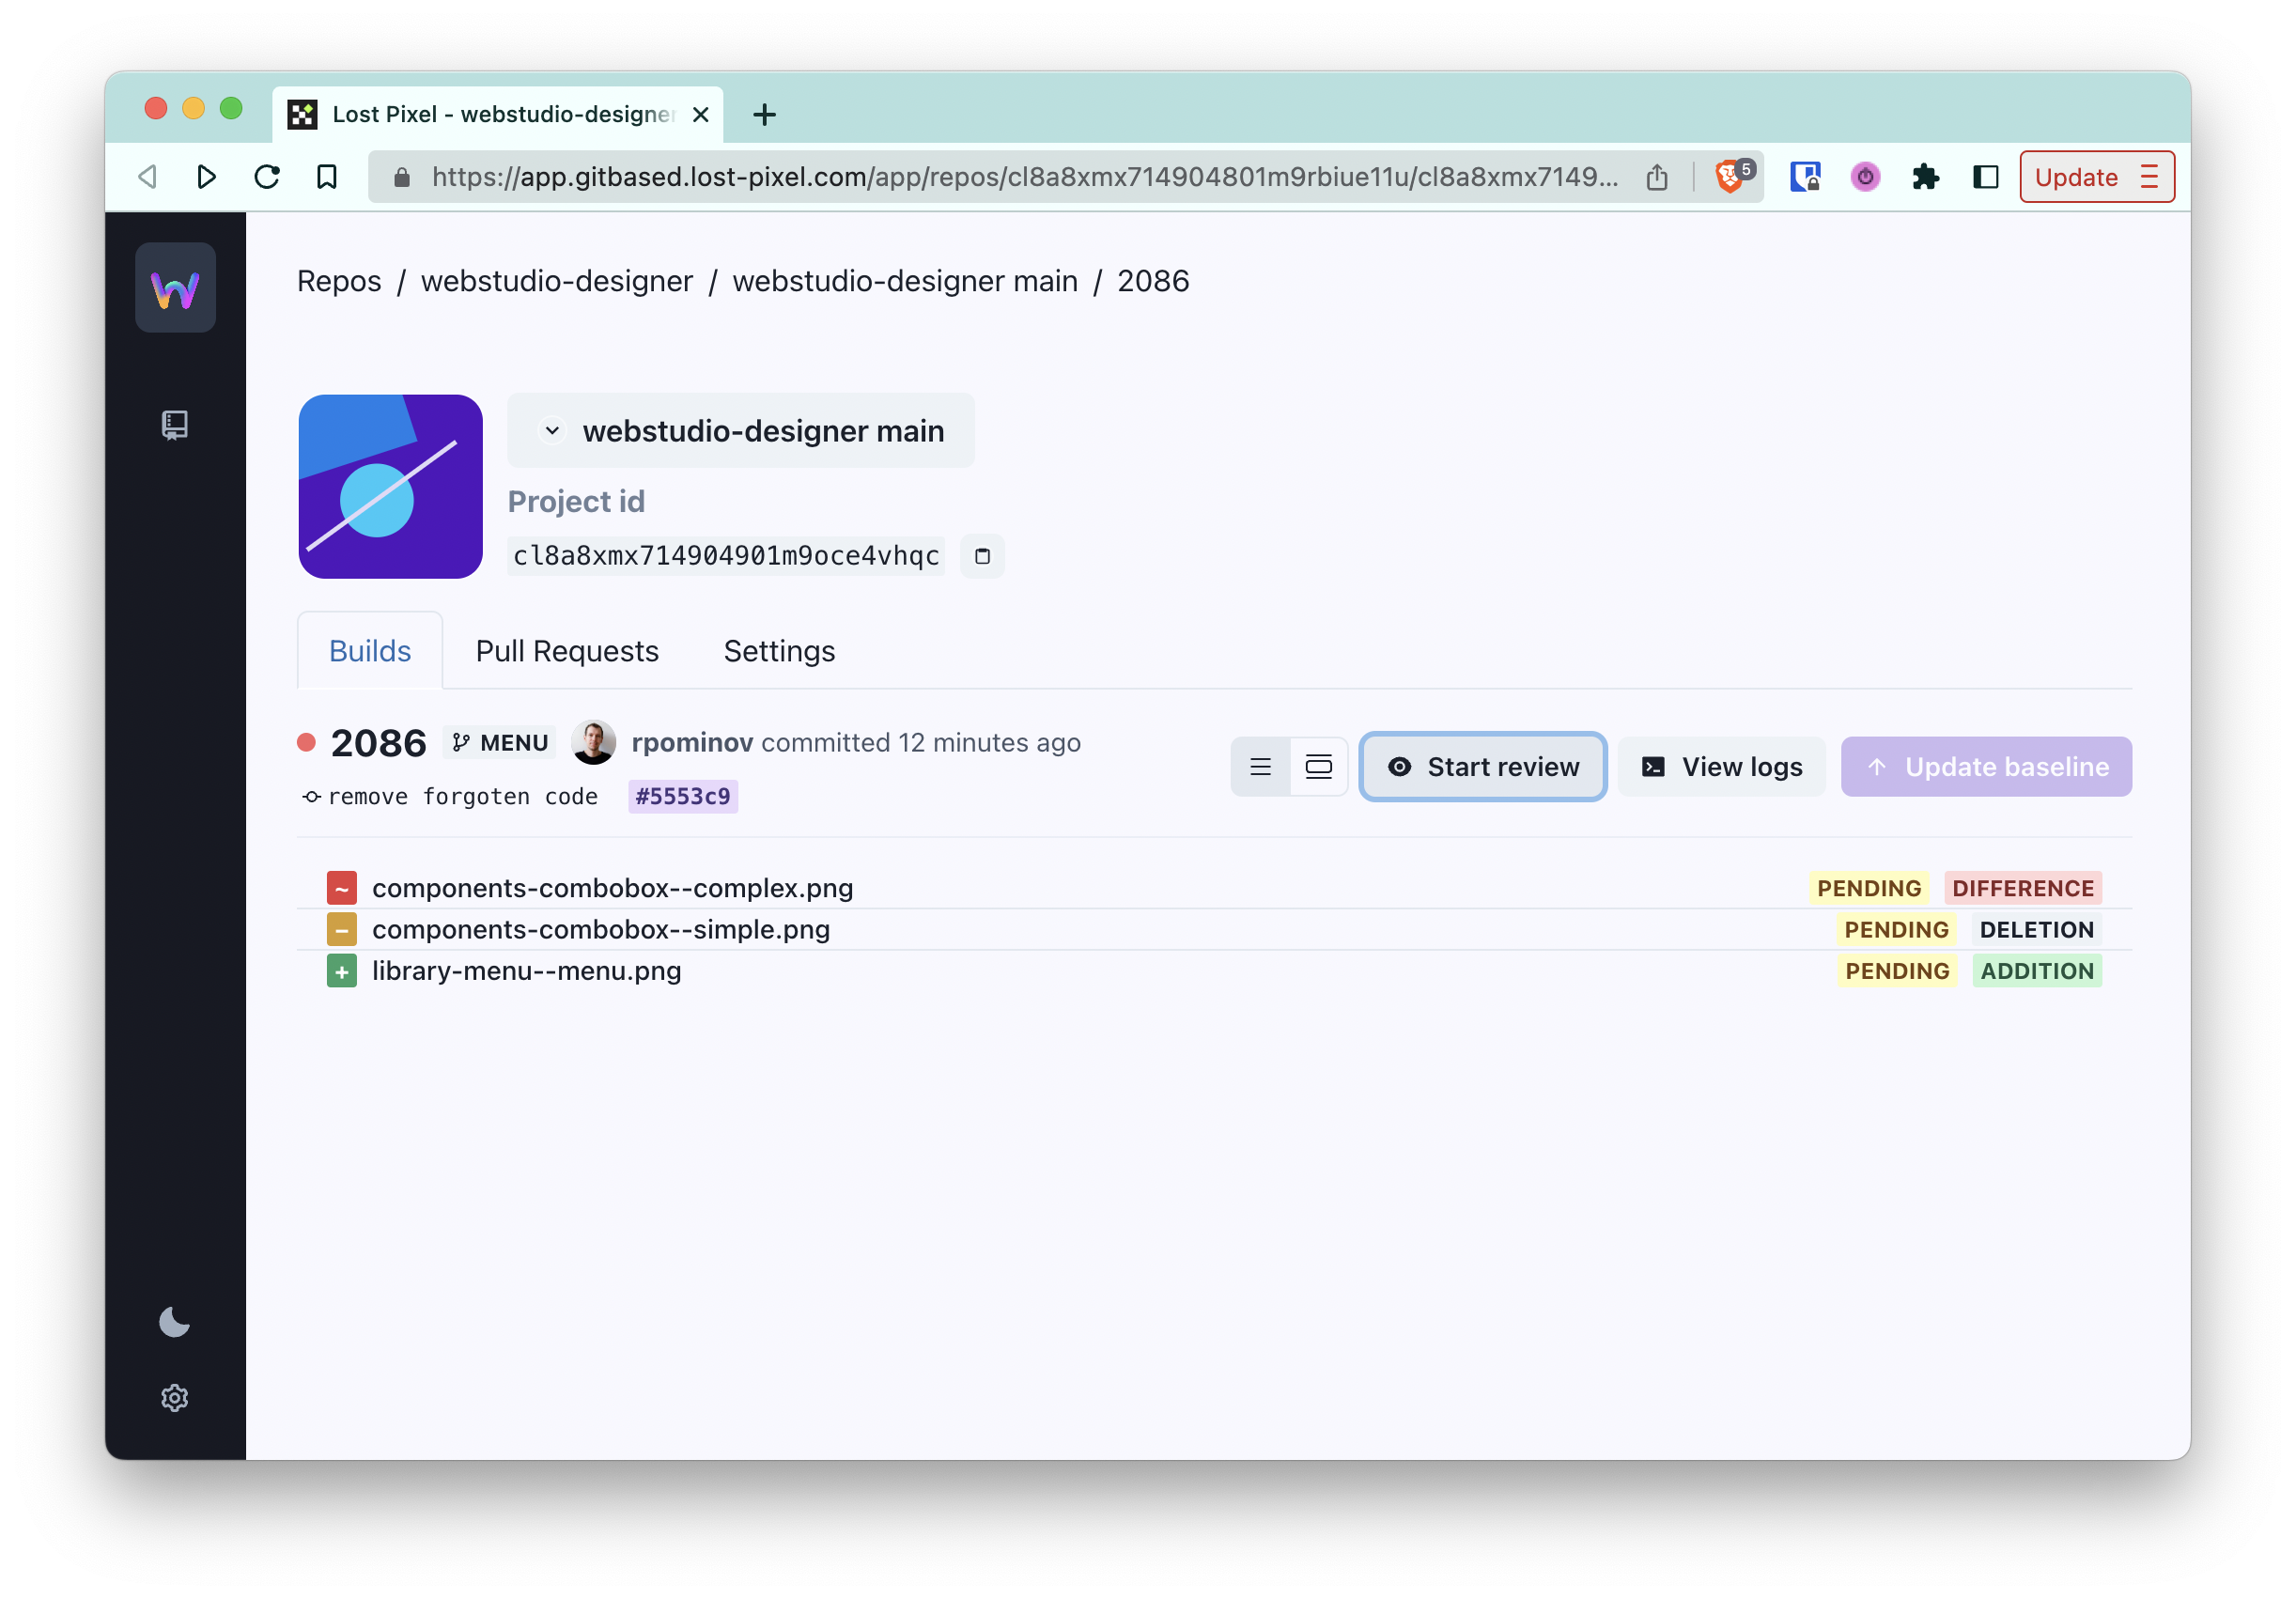 Lost Pixel - webstudio-designer
https://app.gitbased.lost-pixel.com/app/repos/cl8a8xmx714904801m9rbiue11u/cl8a8xmx7149...
5
Update
Repos / webstudio-designer / webstudio-designer main / 2086
webstudio-designer main
Project id
cl8a8xmx714904901m9oce4vhqc
Builds Pull Requests Settings
2086 MENU rpominov committed 12 minutes ago
remove forgoten code #5553c9
Start review View logs Update baseline
~ components-combobox--complex.png PENDING DIFFERENCE
− components-combobox--simple.png PENDING DELETION
+ library-menu--menu.png PENDING ADDITION